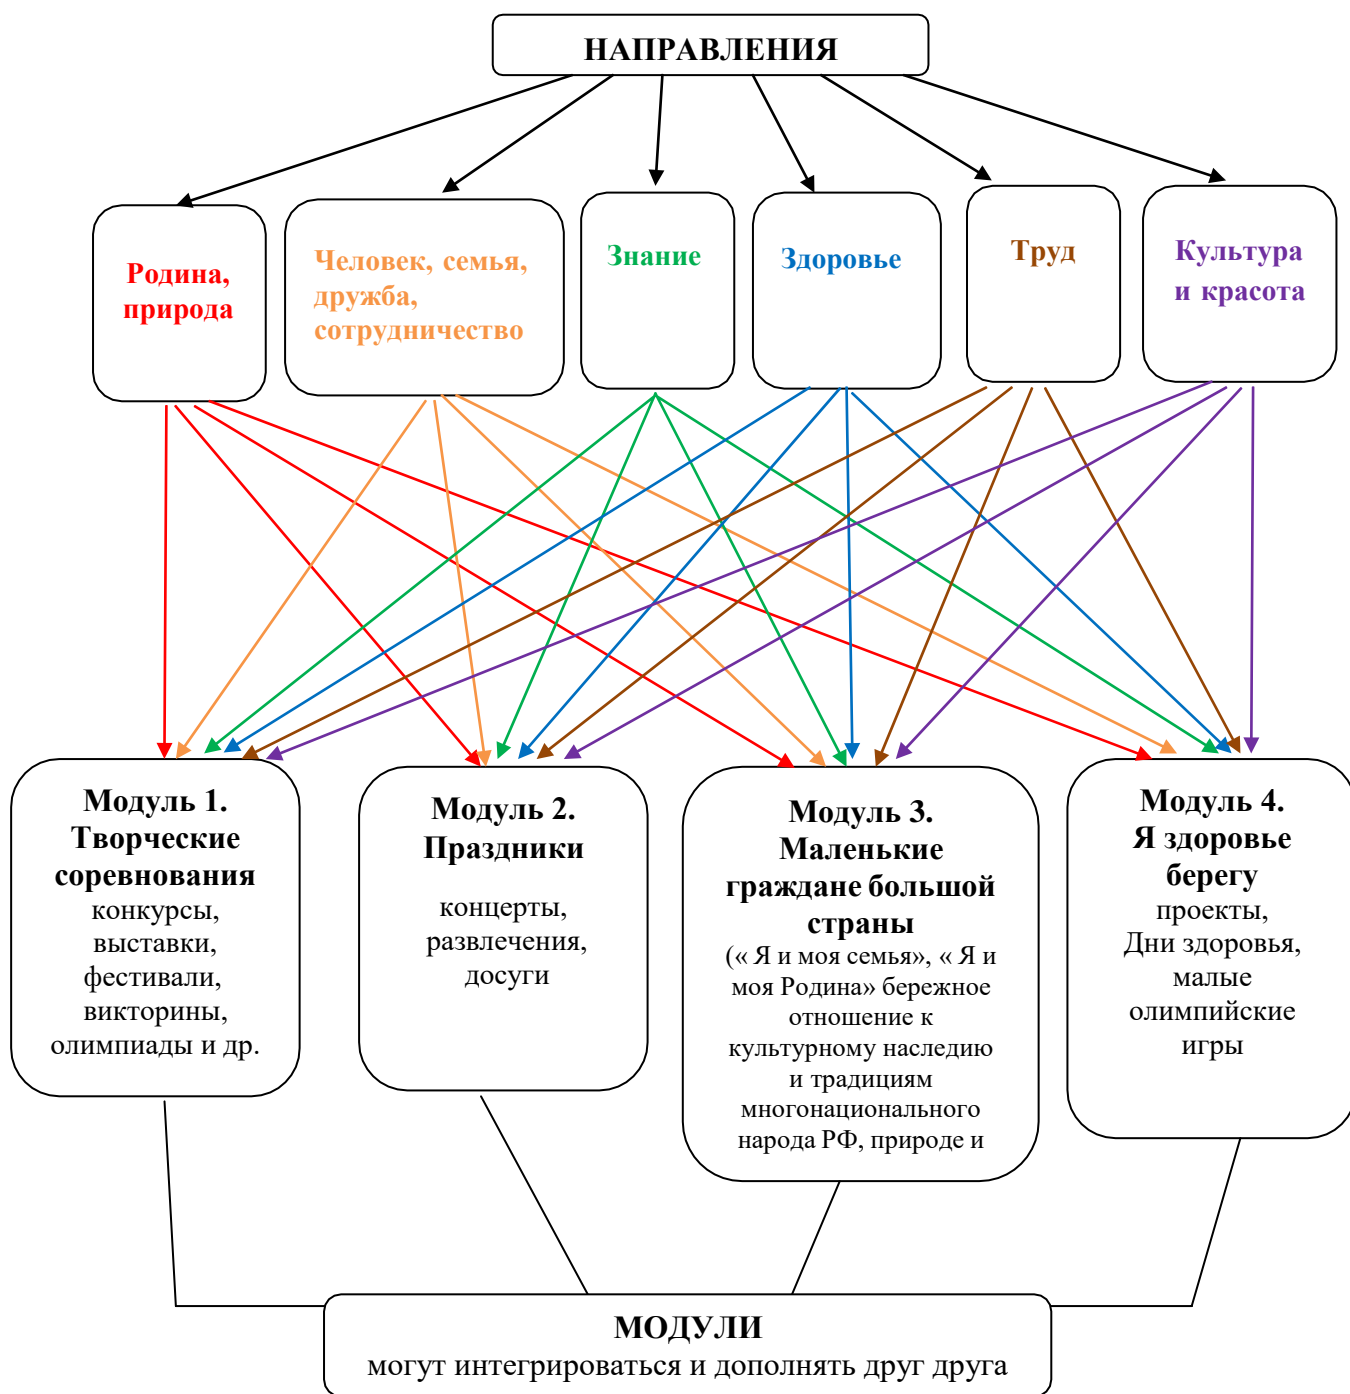 НАПРАВЛЕНИЯ
Родина,
природа
Человек, семья,
дружба,
сотрудничество
Знание
Здоровье
Труд
Культура
и красота
Модуль 1.
Творческие
соревнования
конкурсы,
выставки,
фестивали,
викторины,
олимпиады и др.
Модуль 2.
Праздники
концерты,
развлечения,
досуги
Модуль 3.
Маленькие
граждане большой
страны
(« Я и моя семья», « Я и
моя Родина» бережное
отношение к
культурному наследию
и традициям
многонационального
народа РФ, природе и
Модуль 4.
Я здоровье
берегу
проекты,
Дни здоровья,
малые
олимпийские
игры
МОДУЛИ
могут интегрироваться и дополнять друг друга